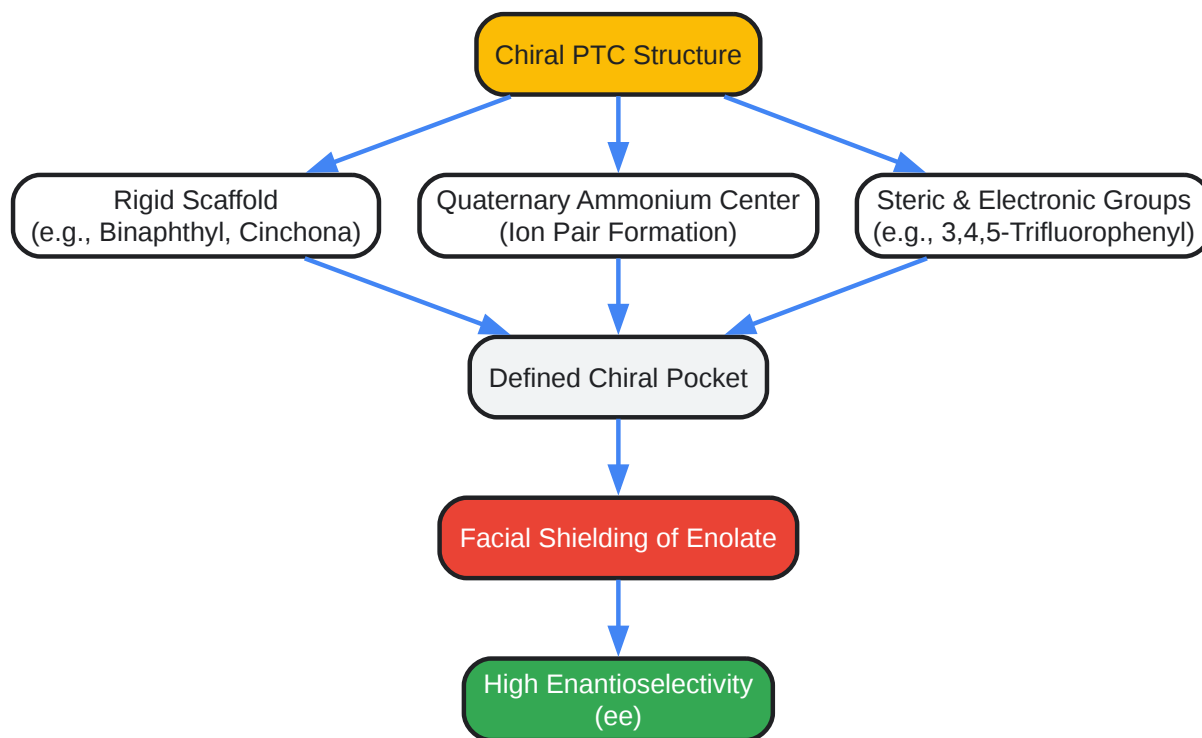 Chiral PTC Structure
Rigid Scaffold
(e.g., Binaphthyl, Cinchona)
Quaternary Ammonium Center
(Ion Pair Formation)
Steric & Electronic Groups
(e.g., 3,4,5-Trifluorophenyl)
Defined Chiral Pocket
Facial Shielding of Enolate
High Enantioselectivity
(ee)